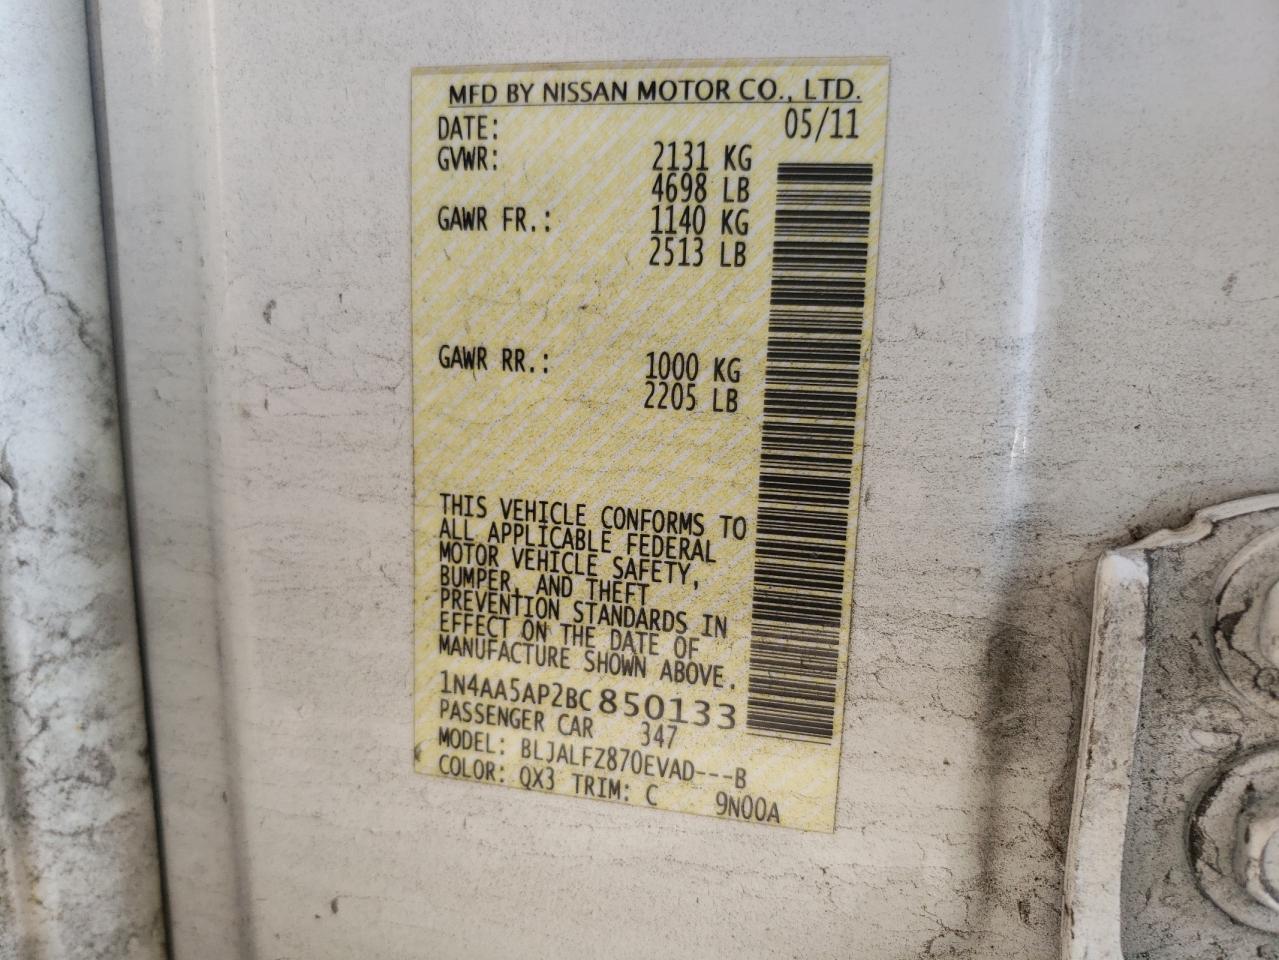 MFD BY NISSAN MOTOR CO., LTD.
DATE: 05/11
GVWR: 2131 KG
4698 LB
GAWR FR.: 1140 KG
2513 LB
GAWR RR.: 1000 KG
2205 LB
THIS VEHICLE CONFORMS TO
ALL APPLICABLE FEDERAL
MOTOR VEHICLE SAFETY,
BUMPER, AND THEFT
PREVENTION STANDARDS IN
EFFECT ON THE DATE OF
MANUFACTURE SHOWN ABOVE.
1N4AA5AP2BC850133
PASSENGER CAR 347
MODEL: BLJALFZ870EVAD---B
COLOR: QX3 TRIM: C 9N00A